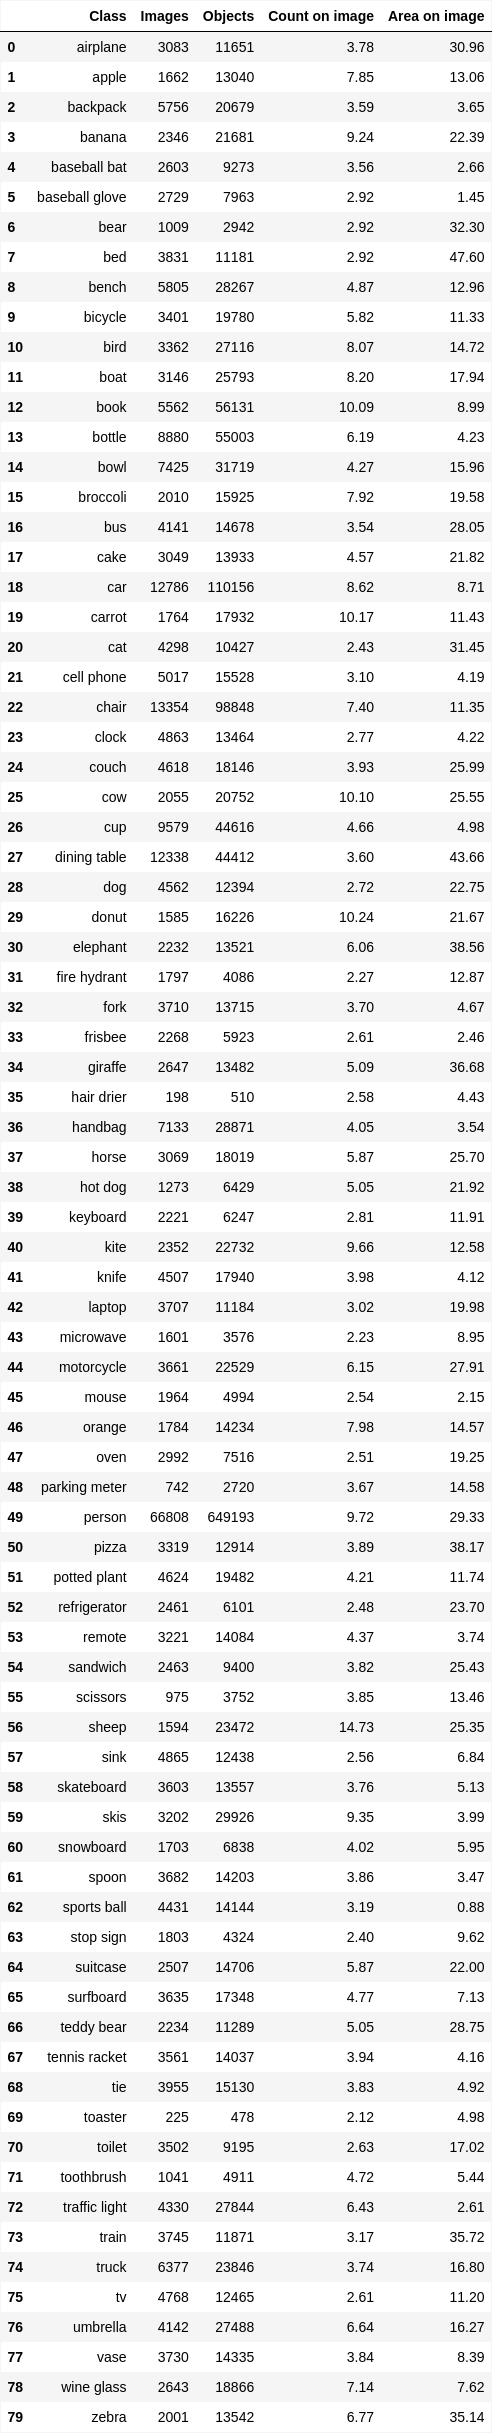 Class Images Objects Count on image Area on image
0 airplane 3083 11651 3.78 30.96
1 apple 1662 13040 7.85 13.06
2 backpack 5756 20679 3.59 3.65
3 banana 2346 21681 9.24 22.39
4 baseball bat 2603 9273 3.56 2.66
5 baseball glove 2729 7963 2.92 1.45
6 bear 1009 2942 2.92 32.30
7 bed 3831 11181 2.92 47.60
8 bench 5805 28267 4.87 12.96
9 bicycle 3401 19780 5.82 11.33
10 bird 3362 27116 8.07 14.72
11 boat 3146 25793 8.20 17.94
12 book 5562 56131 10.09 8.99
13 bottle 8880 55003 6.19 4.23
14 bowl 7425 31719 4.27 15.96
15 broccoli 2010 15925 7.92 19.58
16 bus 4141 14678 3.54 28.05
17 cake 3049 13933 4.57 21.82
18 car 12786 110156 8.62 8.71
19 carrot 1764 17932 10.17 11.43
20 cat 4298 10427 2.43 31.45
21 cell phone 5017 15528 3.10 4.19
22 chair 13354 98848 7.40 11.35
23 clock 4863 13464 2.77 4.22
24 couch 4618 18146 3.93 25.99
25 cow 2055 20752 10.10 25.55
26 cup 9579 44616 4.66 4.98
27 dining table 12338 44412 3.60 43.66
28 dog 4562 12394 2.72 22.75
29 donut 1585 16226 10.24 21.67
30 elephant 2232 13521 6.06 38.56
31 fire hydrant 1797 4086 2.27 12.87
32 fork 3710 13715 3.70 4.67
33 frisbee 2268 5923 2.61 2.46
34 giraffe 2647 13482 5.09 36.68
35 hair drier 198 510 2.58 4.43
36 handbag 7133 28871 4.05 3.54
37 horse 3069 18019 5.87 25.70
38 hot dog 1273 6429 5.05 21.92
39 keyboard 2221 6247 2.81 11.91
40 kite 2352 22732 9.66 12.58
41 knife 4507 17940 3.98 4.12
42 laptop 3707 11184 3.02 19.98
43 microwave 1601 3576 2.23 8.95
44 motorcycle 3661 22529 6.15 27.91
45 mouse 1964 4994 2.54 2.15
46 orange 1784 14234 7.98 14.57
47 oven 2992 7516 2.51 19.25
48 parking meter 742 2720 3.67 14.58
49 person 66808 649193 9.72 29.33
50 pizza 3319 12914 3.89 38.17
51 potted plant 4624 19482 4.21 11.74
52 refrigerator 2461 6101 2.48 23.70
53 remote 3221 14084 4.37 3.74
54 sandwich 2463 9400 3.82 25.43
55 scissors 975 3752 3.85 13.46
56 sheep 1594 23472 14.73 25.35
57 sink 4865 12438 2.56 6.84
58 skateboard 3603 13557 3.76 5.13
59 skis 3202 29926 9.35 3.99
60 snowboard 1703 6838 4.02 5.95
61 spoon 3682 14203 3.86 3.47
62 sports ball 4431 14144 3.19 0.88
63 stop sign 1803 4324 2.40 9.62
64 suitcase 2507 14706 5.87 22.00
65 surfboard 3635 17348 4.77 7.13
66 teddy bear 2234 11289 5.05 28.75
67 tennis racket 3561 14037 3.94 4.16
68 tie 3955 15130 3.83 4.92
69 toaster 225 478 2.12 4.98
70 toilet 3502 9195 2.63 17.02
71 toothbrush 1041 4911 4.72 5.44
72 traffic light 4330 27844 6.43 2.61
73 train 3745 11871 3.17 35.72
74 truck 6377 23846 3.74 16.80
75 tv 4768 12465 2.61 11.20
76 umbrella 4142 27488 6.64 16.27
77 vase 3730 14335 3.84 8.39
78 wine glass 2643 18866 7.14 7.62
79 zebra 2001 13542 6.77 35.14